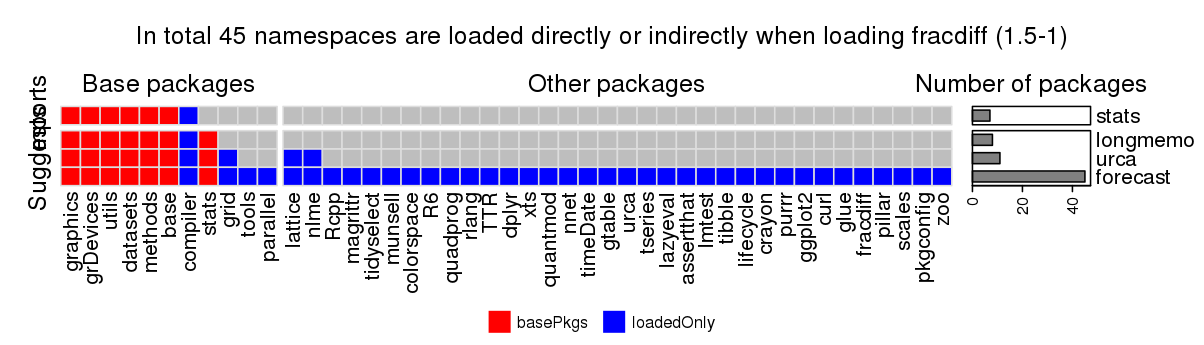 In total 45 namespaces are loaded directly or indirectly when loading fracdiff (1.5-1)
Base packages
Other packages
Number of packages
Imports
Suggests
stats
longmemo
urca
forecast
0
20
40
graphics
grDevices
utils
datasets
methods
base
compiler
stats
grid
tools
parallel
lattice
nlme
Rcpp
magrittr
tidyselect
munsell
colorspace
R6
quadprog
rlang
TTR
dplyr
xts
quantmod
nnet
timeDate
gtable
urca
tseries
lazyeval
assertthat
lmtest
tibble
lifecycle
crayon
purrr
ggplot2
curl
glue
fracdiff
pillar
scales
pkgconfig
zoo
basePkgs
loadedOnly